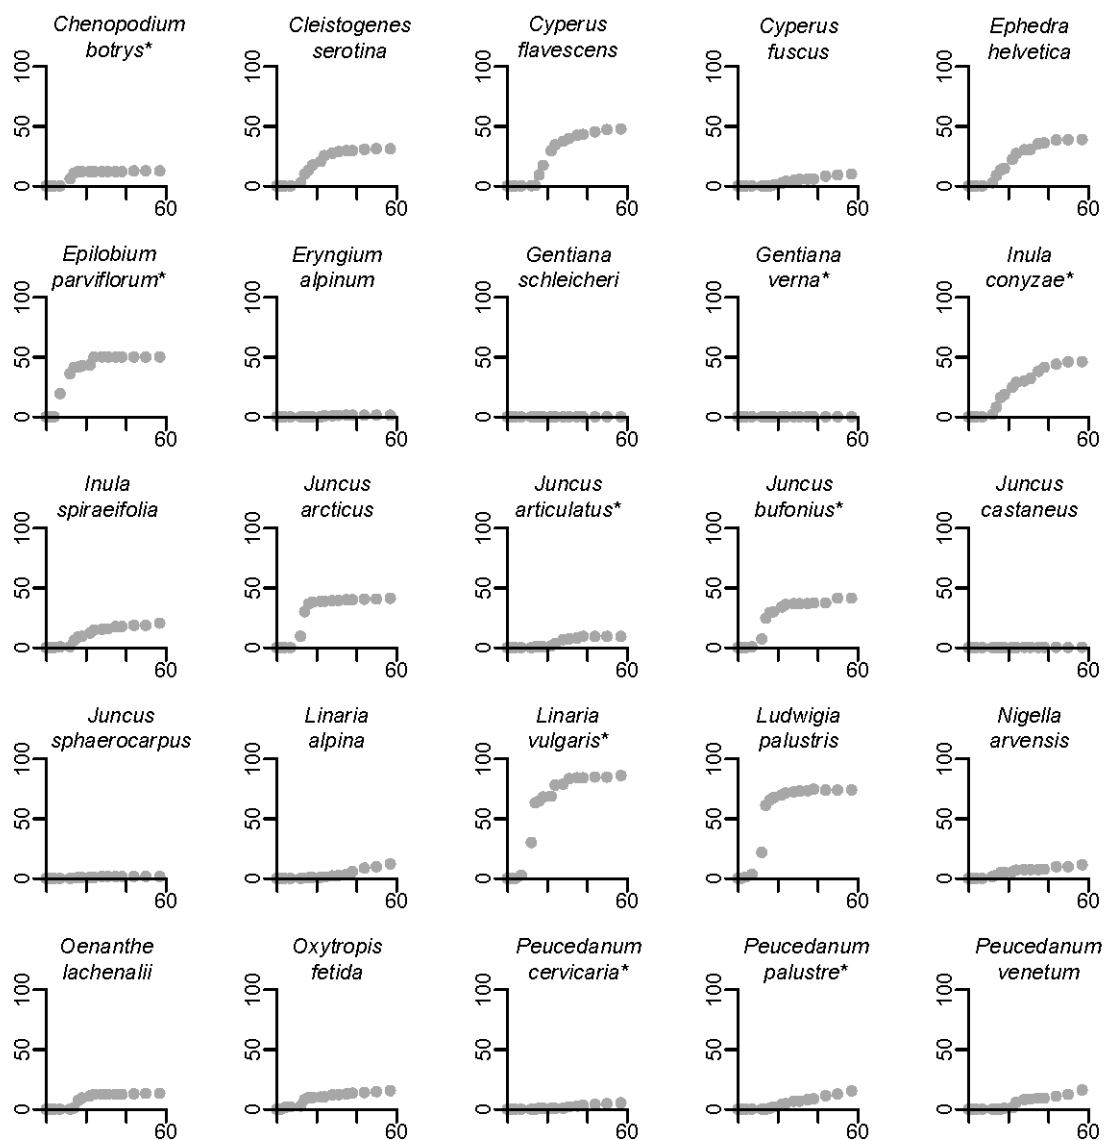 Chenopodium Cleistogenes Cyperus Cyperus Ephedra
botrys* serotina flavescens fuscus helvetica
100 100 100 100 100
50 50 50 50 50
0 0 0 0 0
60 60 60 60 60
Epilobium Eryngium Gentiana Gentiana Inula
parviflorum* alpinum schleicheri verna* conyzae*
100 100 100 100 100
50 50 50 50 50
0 0 0 0 0
60 60 60 60 60
Inula Juncus Juncus Juncus Juncus
spiraeifolia arcticus articulatus* bufonius* castaneus
100 100 100 100 100
50 50 50 50 50
0 0 0 0 0
60 60 60 60 60
Juncus Linaria Linaria Ludwigia Nigella
sphaerocarpus alpina vulgaris* palustris arvensis
100 100 100 100 100
50 50 50 50 50
0 0 0 0 0
60 60 60 60 60
Oenanthe Oxytropis Peucedanum Peucedanum Peucedanum
lachenalii fetida cervicaria* palustre* venetum
100 100 100 100 100
50 50 50 50 50
0 0 0 0 0
60 60 60 60 60